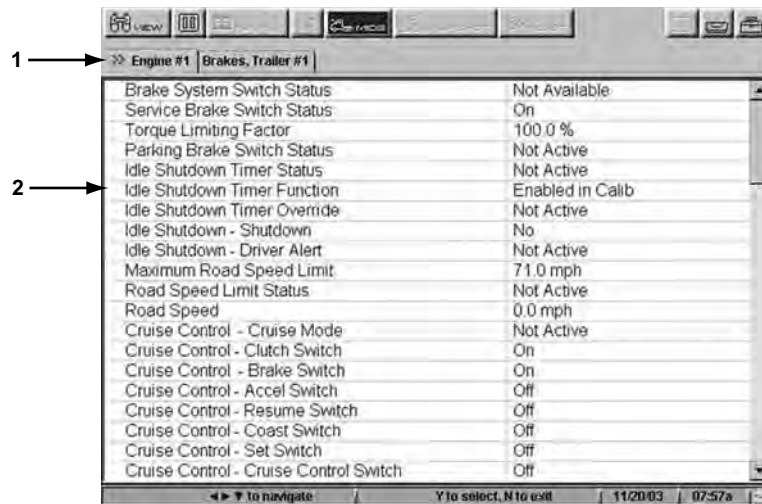 VIEW
1
>> Engine #1 Brakes, Trailer #1
Brake System Switch Status Not Available
Service Brake Switch Status On
Torque Limiting Factor 100.0 %
Parking Brake Switch Status Not Active
Idle Shutdown Timer Status Not Active
2
Idle Shutdown Timer Function Enabled in Calib
Idle Shutdown Timer Override Not Active
Idle Shutdown - Shutdown No
Idle Shutdown - Driver Alert Not Active
Maximum Road Speed Limit 71.0 mph
Road Speed Limit Status Not Active
Road Speed 0.0 mph
Cruise Control - Cruise Mode Not Active
Cruise Control - Clutch Switch On
Cruise Control - Brake Switch On
Cruise Control - Accel Switch Off
Cruise Control - Resume Switch Off
Cruise Control - Coast Switch Off
Cruise Control - Set Switch Off
Cruise Control - Cruise Control Switch Off
◄ ► ▼ to navigate Y to select, N to exit 11/20/03 07:57a